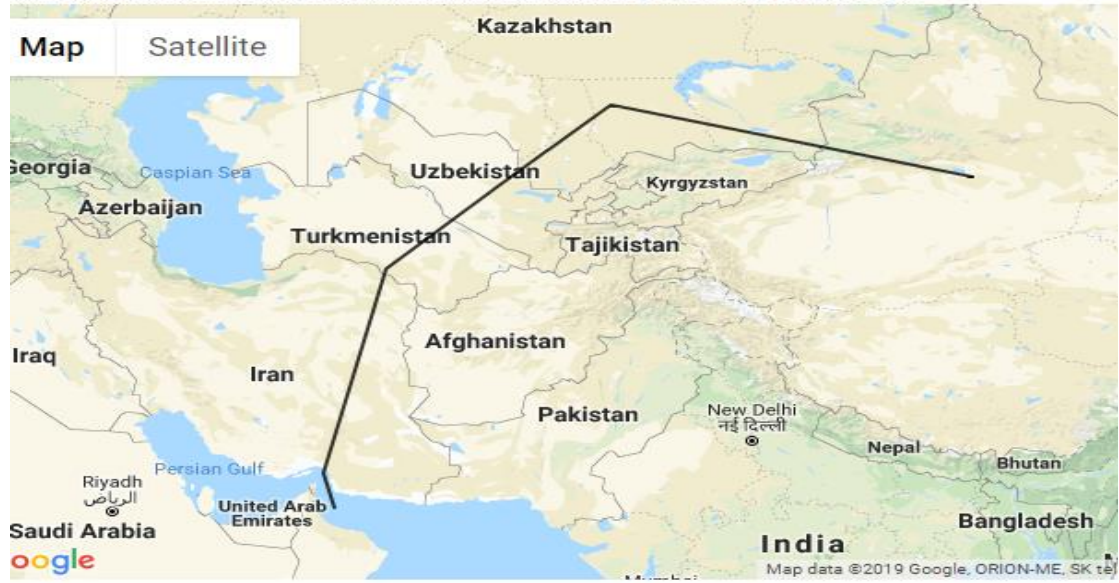 Map Satellite
Kazakhstan
Georgia
Caspian Sea
Uzbekistan
Kyrgyzstan
Azerbaijan
Turkmenistan
Tajikistan
Afghanistan
Iraq
Iran
Pakistan
New Delhi
नई दिल्ली
Nepal
Bhutan
Persian Gulf
Riyadh
الرياض
United Arab
Emirates
Saudi Arabia
Bangladesh
India
oogle
Map data ©2019 Google, ORION-ME, SK te